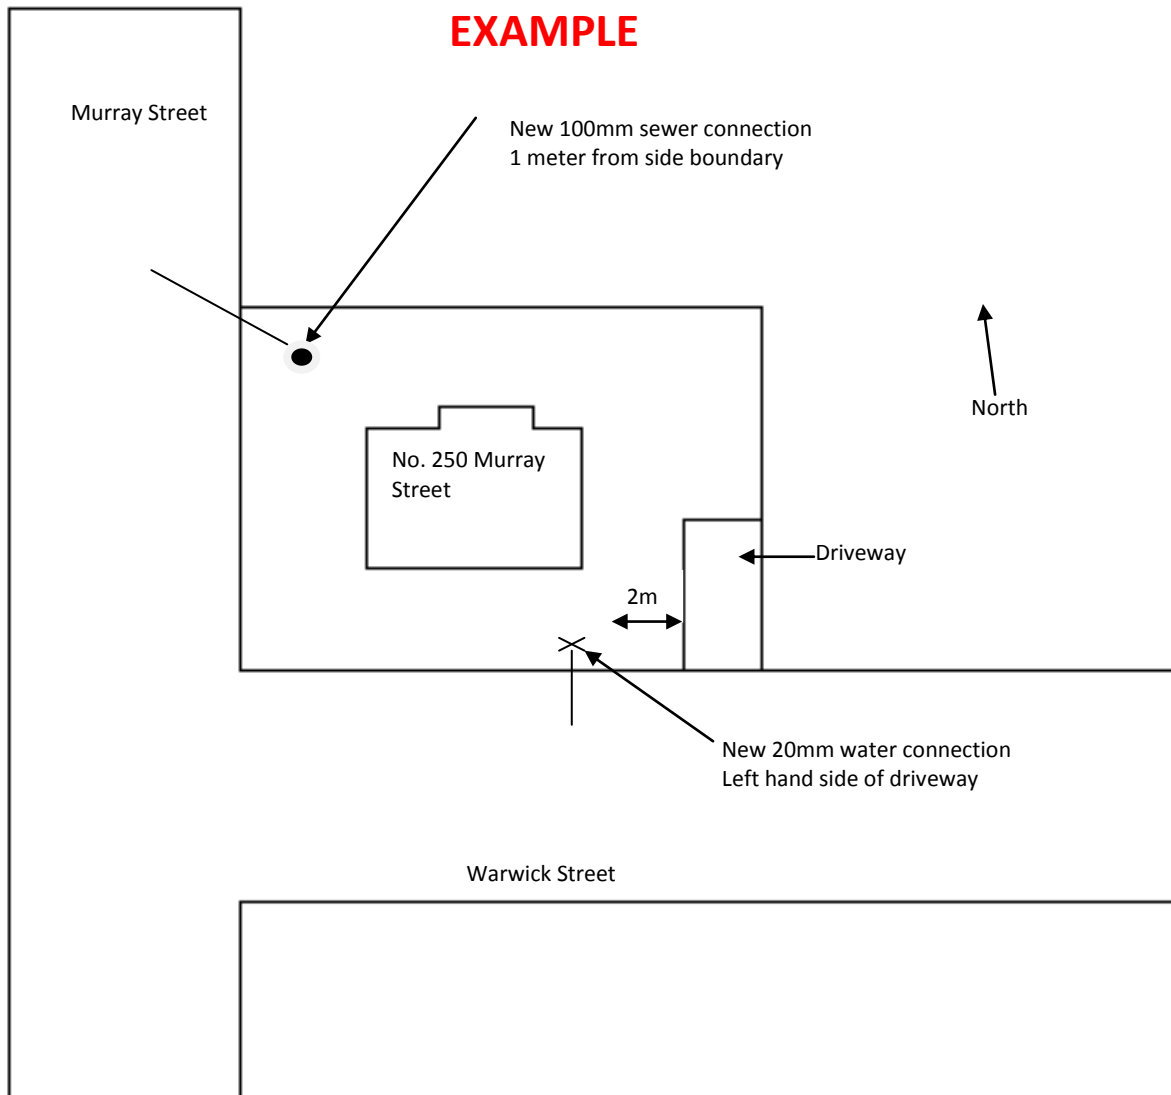 EXAMPLE
Murray Street
New 100mm sewer connection
1 meter from side boundary
North
No. 250 Murray
Street
Driveway
2m
New 20mm water connection
Left hand side of driveway
Warwick Street